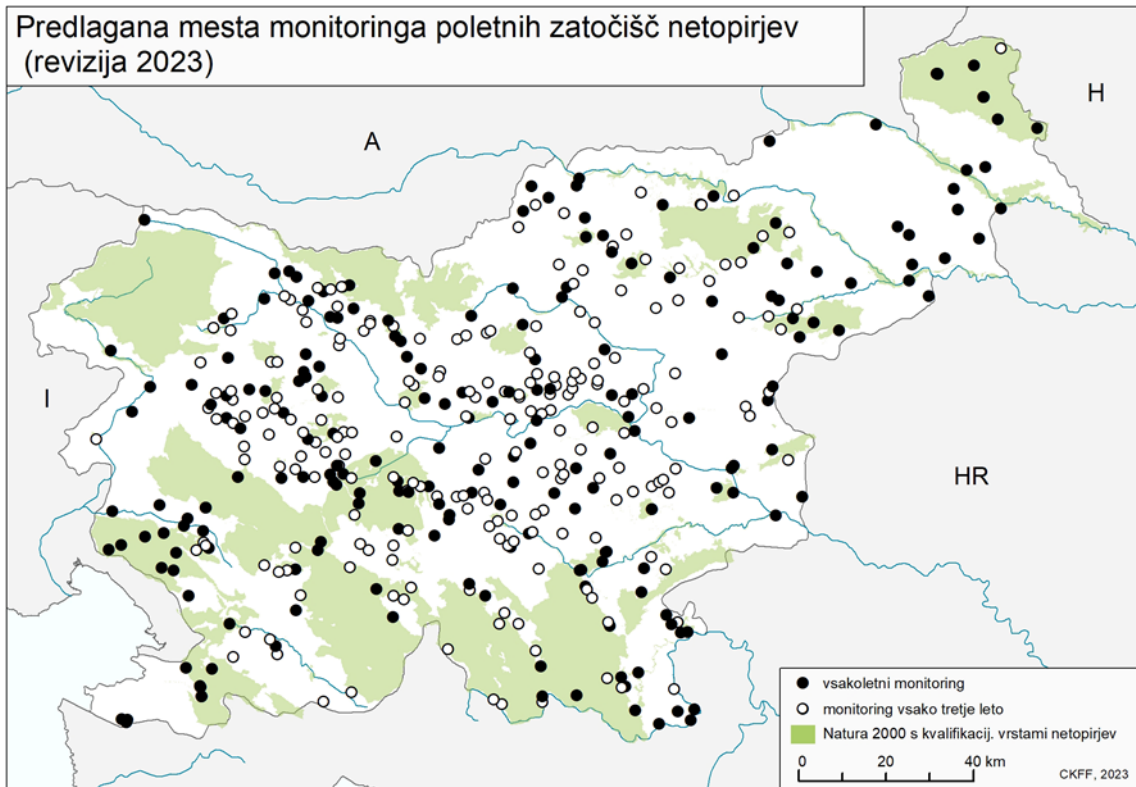 Predlagana mesta monitoringa poletnih zatočišč netopirjev
(revizija 2023)
H
A
I
HR
vsakoletni monitoring
monitoring vsako tretje leto
Natura 2000 s kvalifikacij. vrstami netopirjev
0 20 40 km
CKFF, 2023